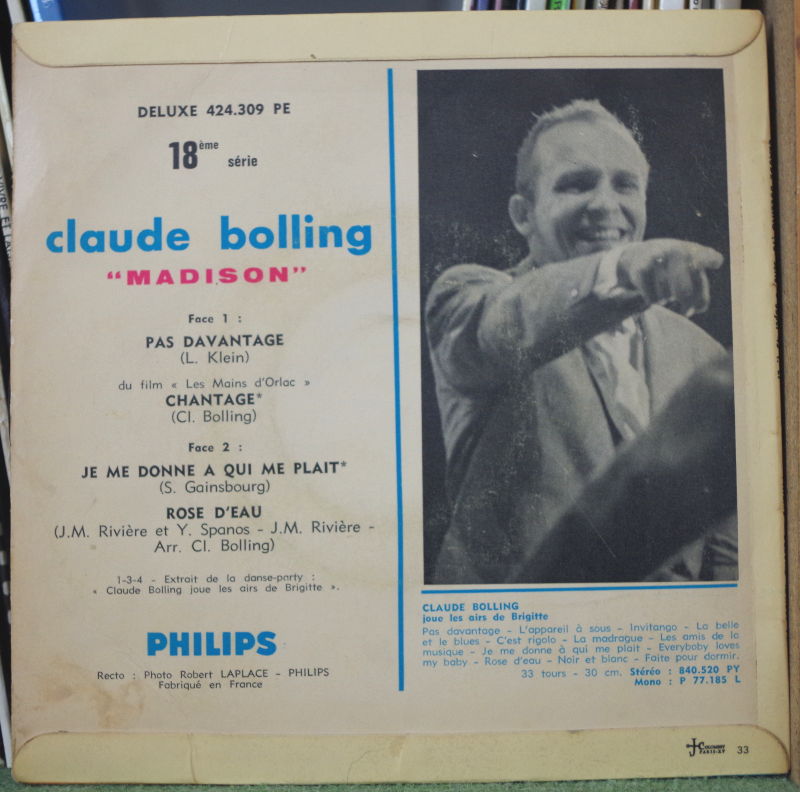 DELUXE 424.309 PE
18ème série
claude bolling
"MADISON"
Face 1 :
PAS DAVANTAGE
(L. Klein)
du film « Les Mains d'Orlac »
CHANTAGE*
(Cl. Bolling)
Face 2 :
JE ME DONNE A QUI ME PLAIT*
(S. Gainsbourg)
ROSE D'EAU
(J.M. Rivière et Y. Spanos - J.M. Rivière -
Arr. Cl. Bolling)
1-3-4 - Extrait de la danse-party :
« Claude Bolling joue les airs de Brigitte ».
PHILIPS
Recto : Photo Robert LAPLACE - PHILIPS
Fabriqué en France
CLAUDE BOLLING
joue les airs de Brigitte
Pas davantage - L'appareil à sous - Invitango - La belle
et le blues - C'est rigolo - La madrague - Les amis de la
musique - Je me donne à qui me plait - Everyboby loves
my baby - Rose d'eau - Noir et blanc - Faite pour dormir.
33 tours - 30 cm. Stéréo : 840.520 PY
Mono : P 77.185 L
33